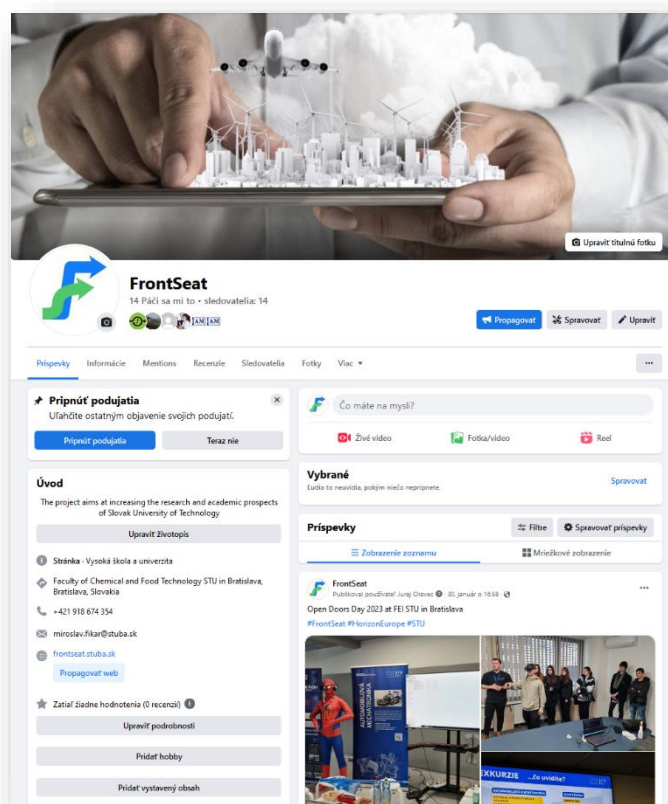 Upraviť titulnú fotku
FrontSeat
14 Páči sa mi to • sledovatelia: 14
IAM IAM
Propagovať
Spravovať
Upraviť
Príspevky
Informácie
Mentions
Recenzie
Sledovatelia
Fotky
Viac
Pripnúť podujatia
Uľahčite ostatným objavenie svojich podujatí.
Pripnúť podujatia
Teraz nie
Úvod
The project aims at increasing the research and academic prospects
of Slovak University of Technology
Upraviť životopis
Stránka · Vysoká škola a univerzita
Faculty of Chemical and Food Technology STU in Bratislava,
Bratislava, Slovakia
+421 918 674 354
miroslav.fikar@stuba.sk
frontseat.stuba.sk
Propagovať web
Zatiaľ žiadne hodnotenia (0 recenzií)
Upraviť podrobnosti
Pridať hobby
Pridať vystavený obsah
Čo máte na mysli?
Živé video
Fotka/video
Reel
Vybrané
Ľudia to neuvidia, pokým niečo nepripnete.
Spravovať
Príspevky
Filtre
Spravovať príspevky
Zobrazenie zoznamu
Mriežkové zobrazenie
FrontSeat
Publikoval používateľ Juraj Oravec · 30. január o 16:58 ·
Open Doors Day 2023 at FEI STU in Bratislava
#FrontSeat #HorizonEurope #STU
AUTOMOBILOVÁ
MECHATRONIKA
EXKURZIE ...čo uvidíte?